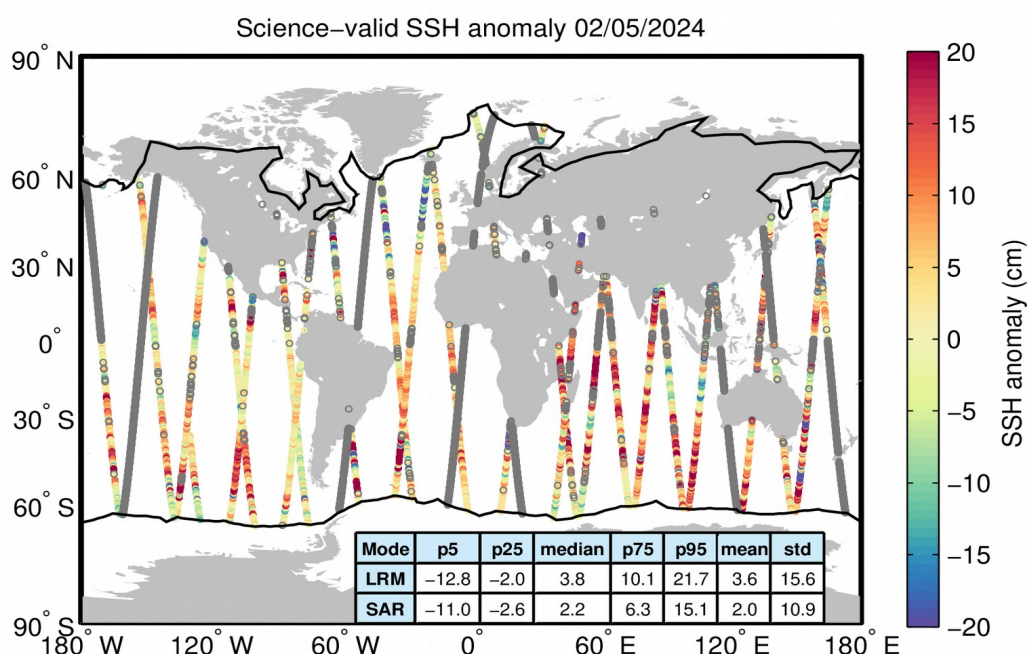 Science−valid SSH anomaly 02/05/2024
90° N
60° N
30° N
0°
30° S
60° S
90° S
180° W
120° W
60° W
0°
60° E
120° E
180° E
Mode p5 p25 median p75 p95 mean std
LRM −12.8 −2.0 3.8 10.1 21.7 3.6 15.6
SAR −11.0 −2.6 2.2 6.3 15.1 2.0 10.9
20
15
10
5
0
−5
−10
−15
−20
SSH anomaly (cm)